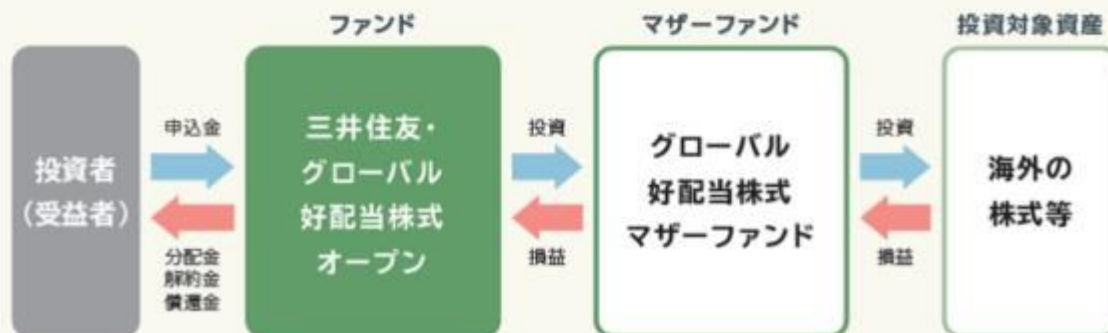 ファンド
マザーファンド
投資対象資産
投資者
(受益者)
申込金
分配金
解約金
償還金
三井住友・
グローバル
好配当株式
オープン
投資
損益
グローバル
好配当株式
マザーファンド
投資
損益
海外の
株式等